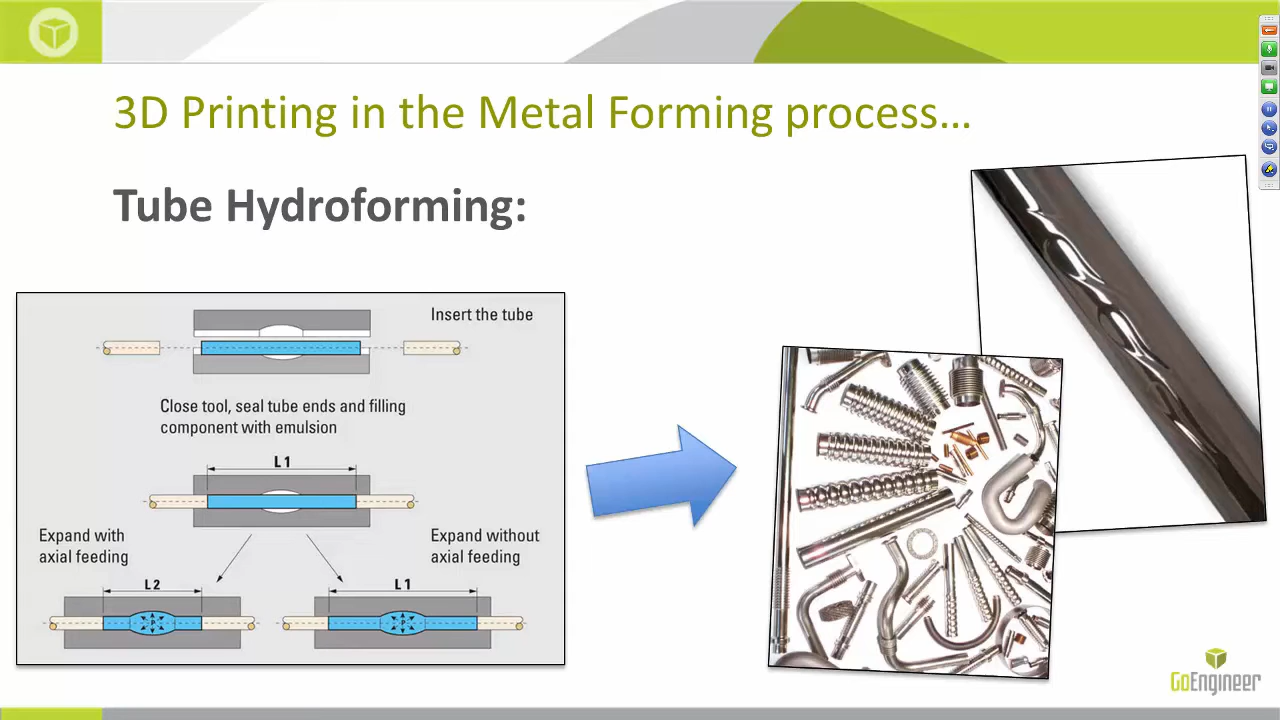 3D Printing in the Metal Forming process...
Tube Hydroforming:
Insert the tube
Close tool, seal tube ends and filling
component with emulsion
L1
Expand with
axial feeding
Expand without
axial feeding
L2
L1
P
P
GoEngineer